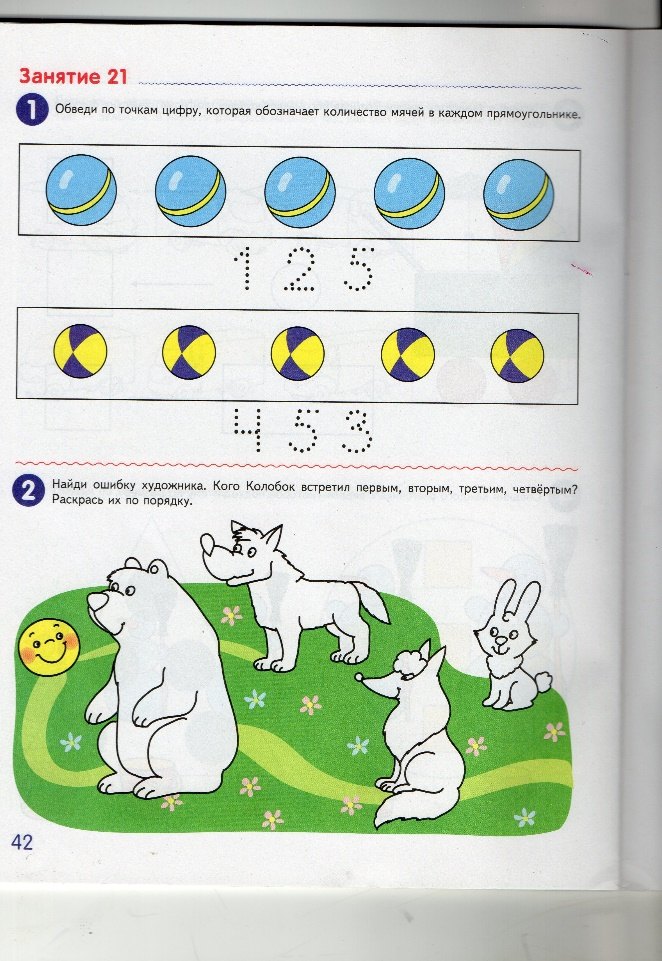 Занятие 21
1 Обведи по точкам цифру, которая обозначает количество мячей в каждом прямоугольнике.
1 2 5
4 5 3
2 Найди ошибку художника. Кого Колобок встретил первым, вторым, третьим, четвёртым?
Раскрась их по порядку.
42